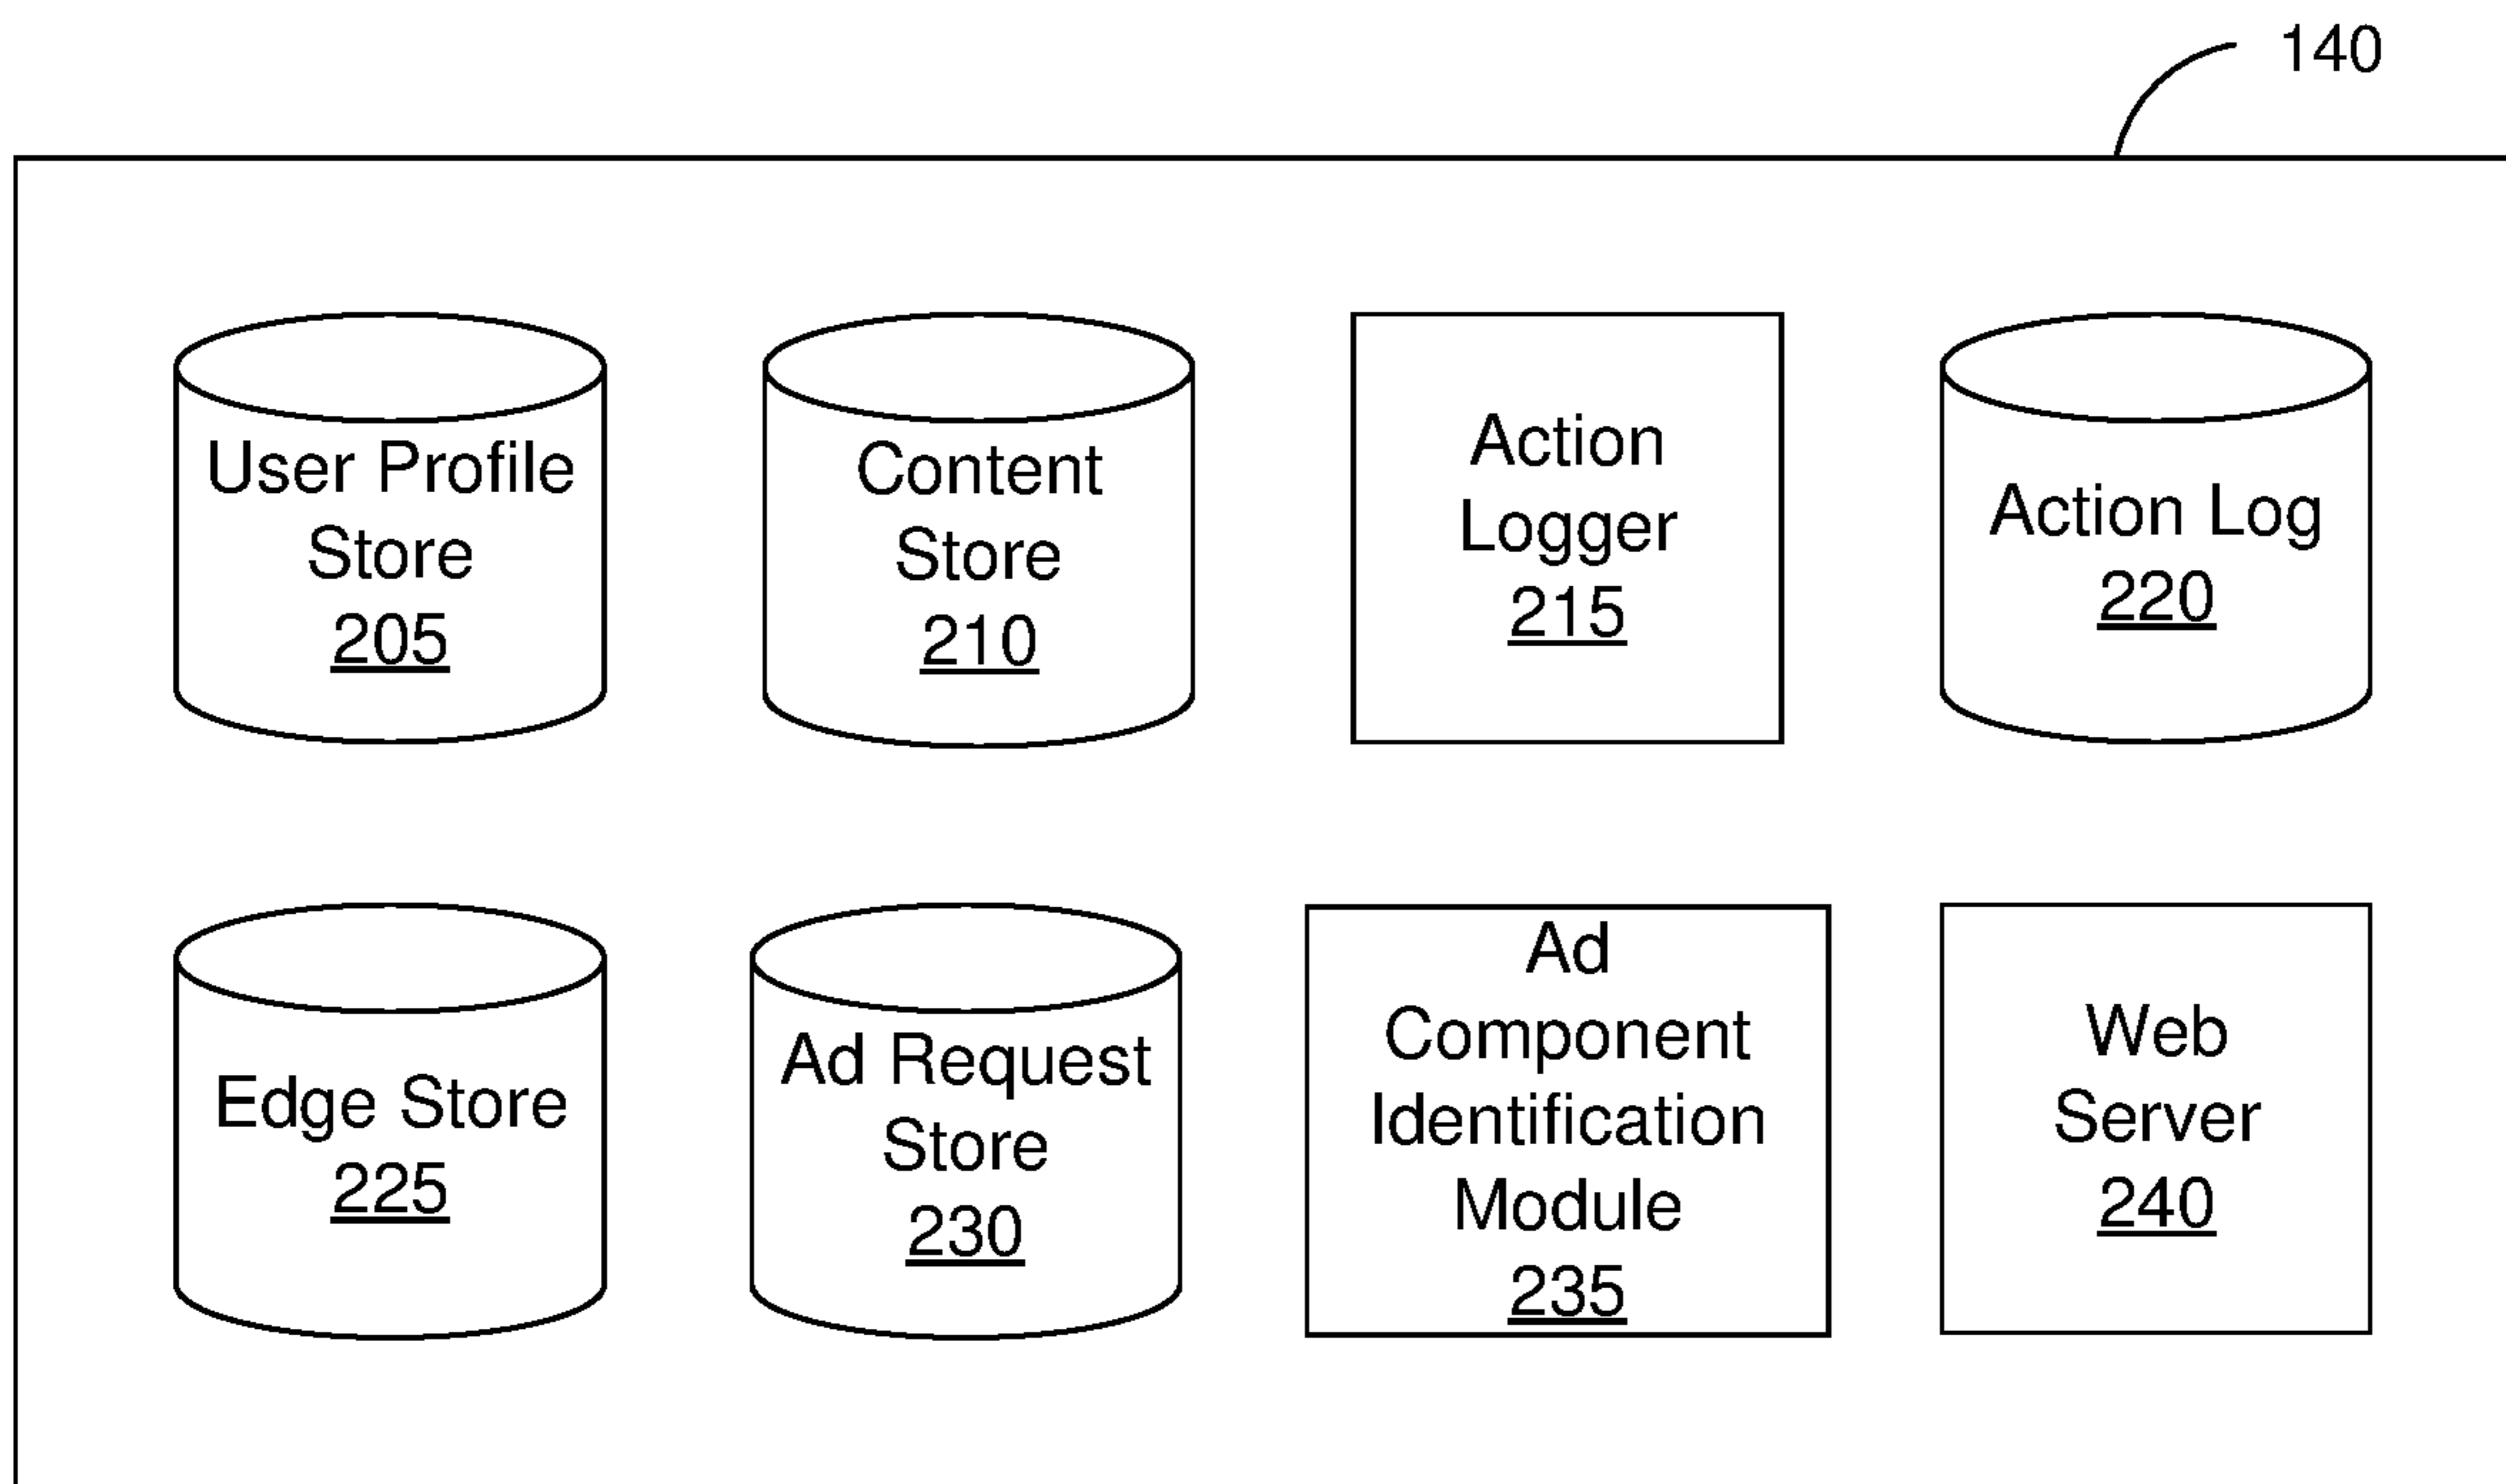 140
User Profile
Store
205
Content
Store
210
Action
Logger
215
Action Log
220
Edge Store
225
Ad Request
Store
230
Ad
Component
Identification
Module
235
Web
Server
240